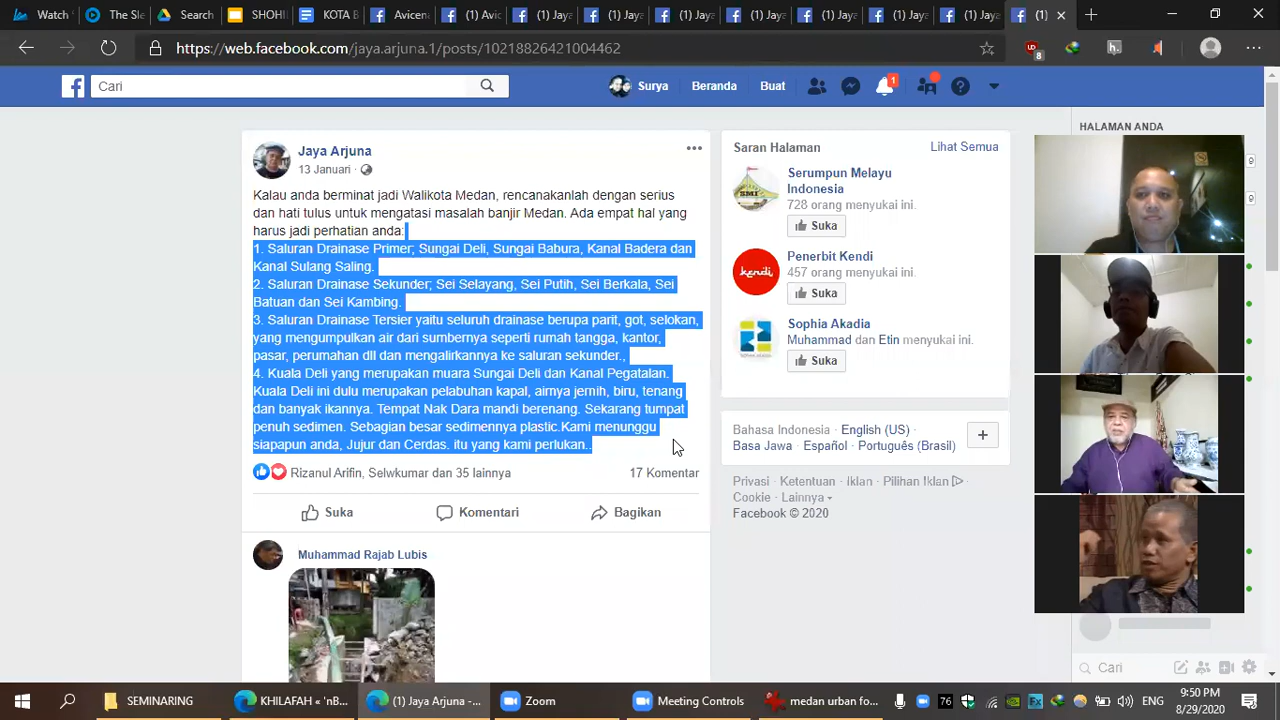 Watch
The Sle
Search
SHOHI
KOTA B
Avicen
(1) Avic
(1) Jaya
(1) Jaya
(1) Jaya
(1) Jaya
(1) Jaya
(1) Jaya
(1) Jaya
(1) J
https://web.facebook.com/jaya.arjuna.1/posts/10218826421004462
8
Cari
Surya
Beranda
Buat
1
HALAMAN ANDA
Jaya Arjuna
13 Januari ·
Kalau anda berminat jadi Walikota Medan, rencanakanlah dengan serius
dan hati tulus untuk mengatasi masalah banjir Medan. Ada empat hal yang
harus jadi perhatian anda:
1. Saluran Drainase Primer; Sungai Deli, Sungai Babura, Kanal Badera dan
Kanal Sulang Saling.
2. Saluran Drainase Sekunder; Sei Selayang, Sei Putih, Sei Berkala, Sei
Batuan dan Sei Kambing.
3. Saluran Drainase Tersier yaitu seluruh drainase berupa parit, got, selokan,
yang mengumpulkan air dari sumbernya seperti rumah tangga, kantor,
pasar, perumahan dll dan mengalirkannya ke saluran sekunder.,
4. Kuala Deli yang merupakan muara Sungai Deli dan Kanal Pegatalan.
Kuala Deli ini dulu merupakan pelabuhan kapal, airnya jernih, biru, tenang
dan banyak ikannya. Tempat Nak Dara mandi berenang. Sekarang tumpat
penuh sedimen. Sebagian besar sedimennya plastic.Kami menunggu
siapapun anda, Jujur dan Cerdas. itu yang kami perlukan..
Rizanul Arifin, Selwkumar dan 35 lainnya
17 Komentar
Suka
Komentari
Bagikan
Muhammad Rajab Lubis
Saran Halaman
Lihat Semua
SMI
Serumpun Melayu
Indonesia
728 orang menyukai ini.
Suka
kendi
Penerbit Kendi
457 orang menyukai ini.
Suka
Sophia Akadia
Muhammad dan Etin menyukai ini.
Suka
Bahasa Indonesia · English (US) ·
Basa Jawa · Español · Português (Brasil)
Privasi · Ketentuan · Iklan · Pilihan Iklan
Cookie · Lainnya
Facebook © 2020
9
9
Cari
SEMINARING
KHILAFAH « 'nB...
(1) Jaya Arjuna -...
Zoom
Meeting Controls
medan urban fo...
76
ENG
9:50 PM
8/29/2020